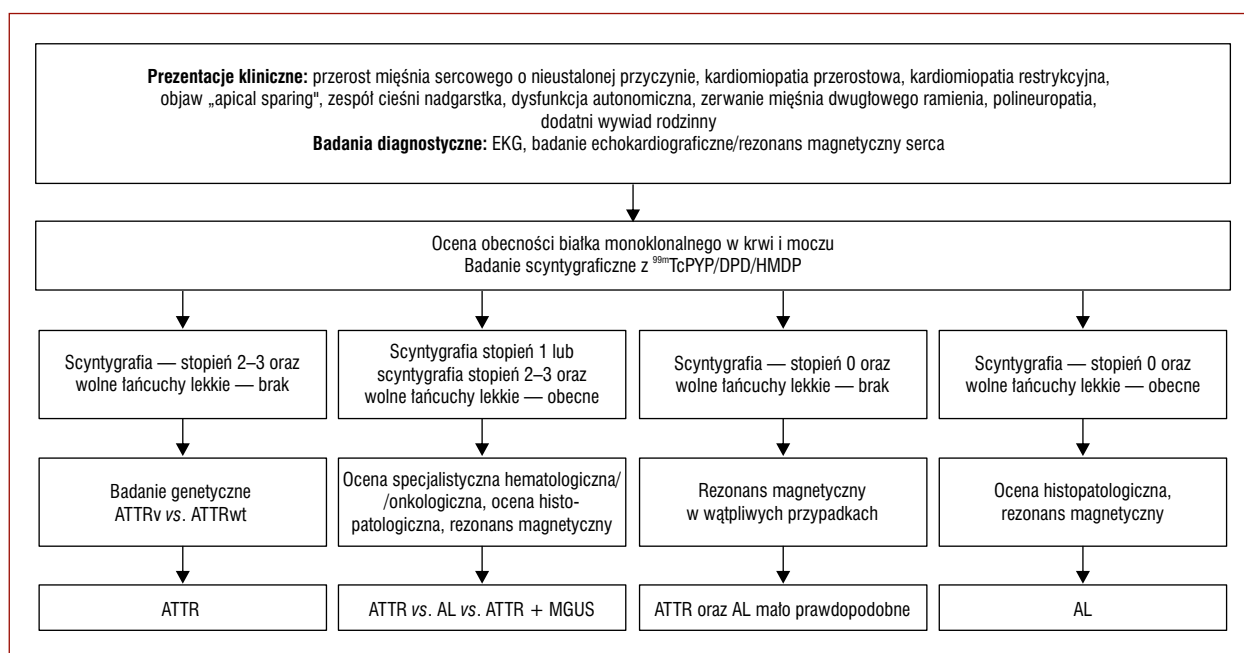 Prezentacje kliniczne: przerost mięśnia sercowego o nieustalonej przyczynie, kardiomiopatia przerostowa, kardiomiopatia restrykcyjna,
objaw „apical sparing", zespół cieśni nadgarstka, dysfunkcja autonomiczna, zerwanie mięśnia dwugłowego ramienia, polineuropatia,
dodatni wywiad rodzinny
Badania diagnostyczne: EKG, badanie echokardiograficzne/rezonans magnetyczny serca
Ocena obecności białka monoklonalnego w krwi i moczu
Badanie scyntygraficzne z ⁹⁹ᵐTcPYP/DPD/HMDP
Scyntygrafia — stopień 2–3 oraz
wolne łańcuchy lekkie — brak
Scyntygrafia stopień 1 lub
scyntygrafia stopień 2–3 oraz
wolne łańcuchy lekkie — obecne
Scyntygrafia — stopień 0 oraz
wolne łańcuchy lekkie — brak
Scyntygrafia — stopień 0 oraz
wolne łańcuchy lekkie — obecne
Badanie genetyczne
ATTRv vs. ATTRwt
Ocena specjalistyczna hematologiczna/
/onkologiczna, ocena histo-
patologiczna, rezonans magnetyczny
Rezonans magnetyczny
w wątpliwych przypadkach
Ocena histopatologiczna,
rezonans magnetyczny
ATTR
ATTR vs. AL vs. ATTR + MGUS
ATTR oraz AL mało prawdopodobne
AL